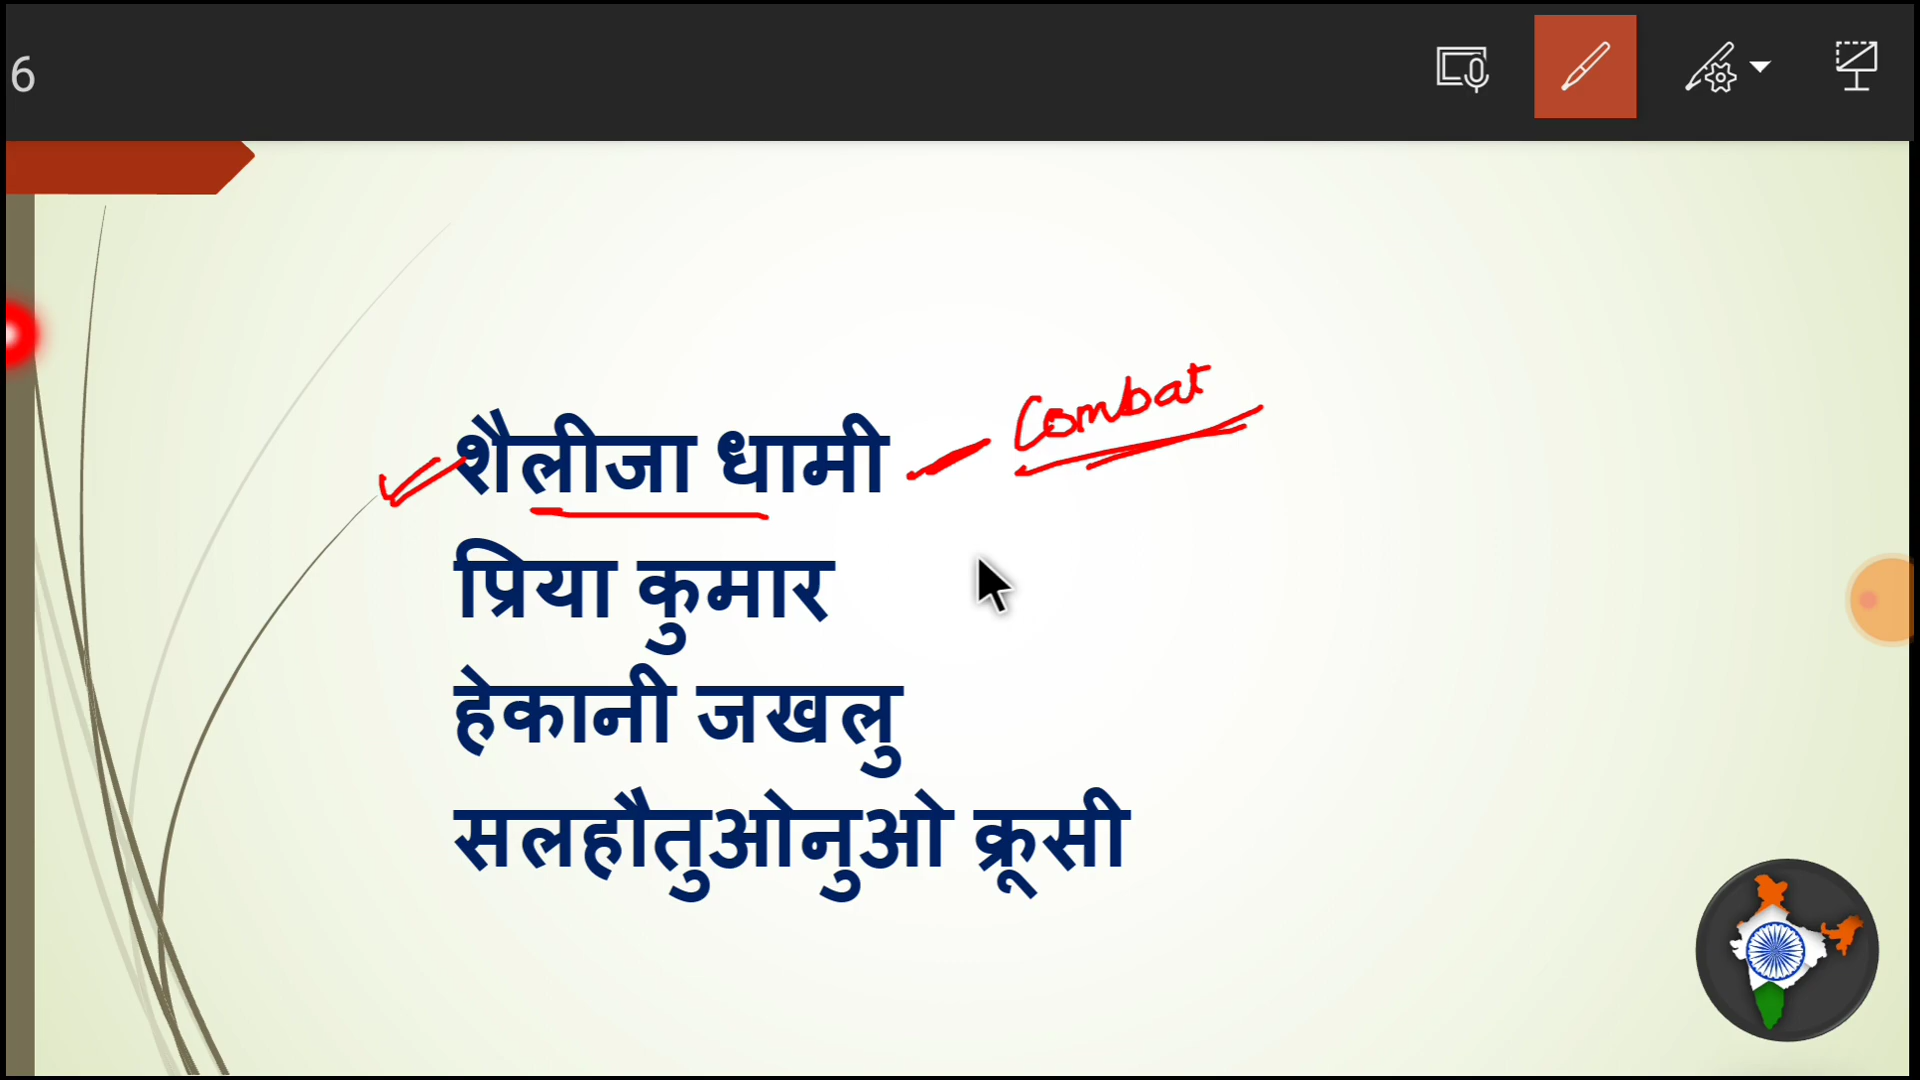 6
शैलीजा धामी - Combat
प्रिया कुमार
हेकानी जखलु
सलहौतुओनुओ क्रूसी